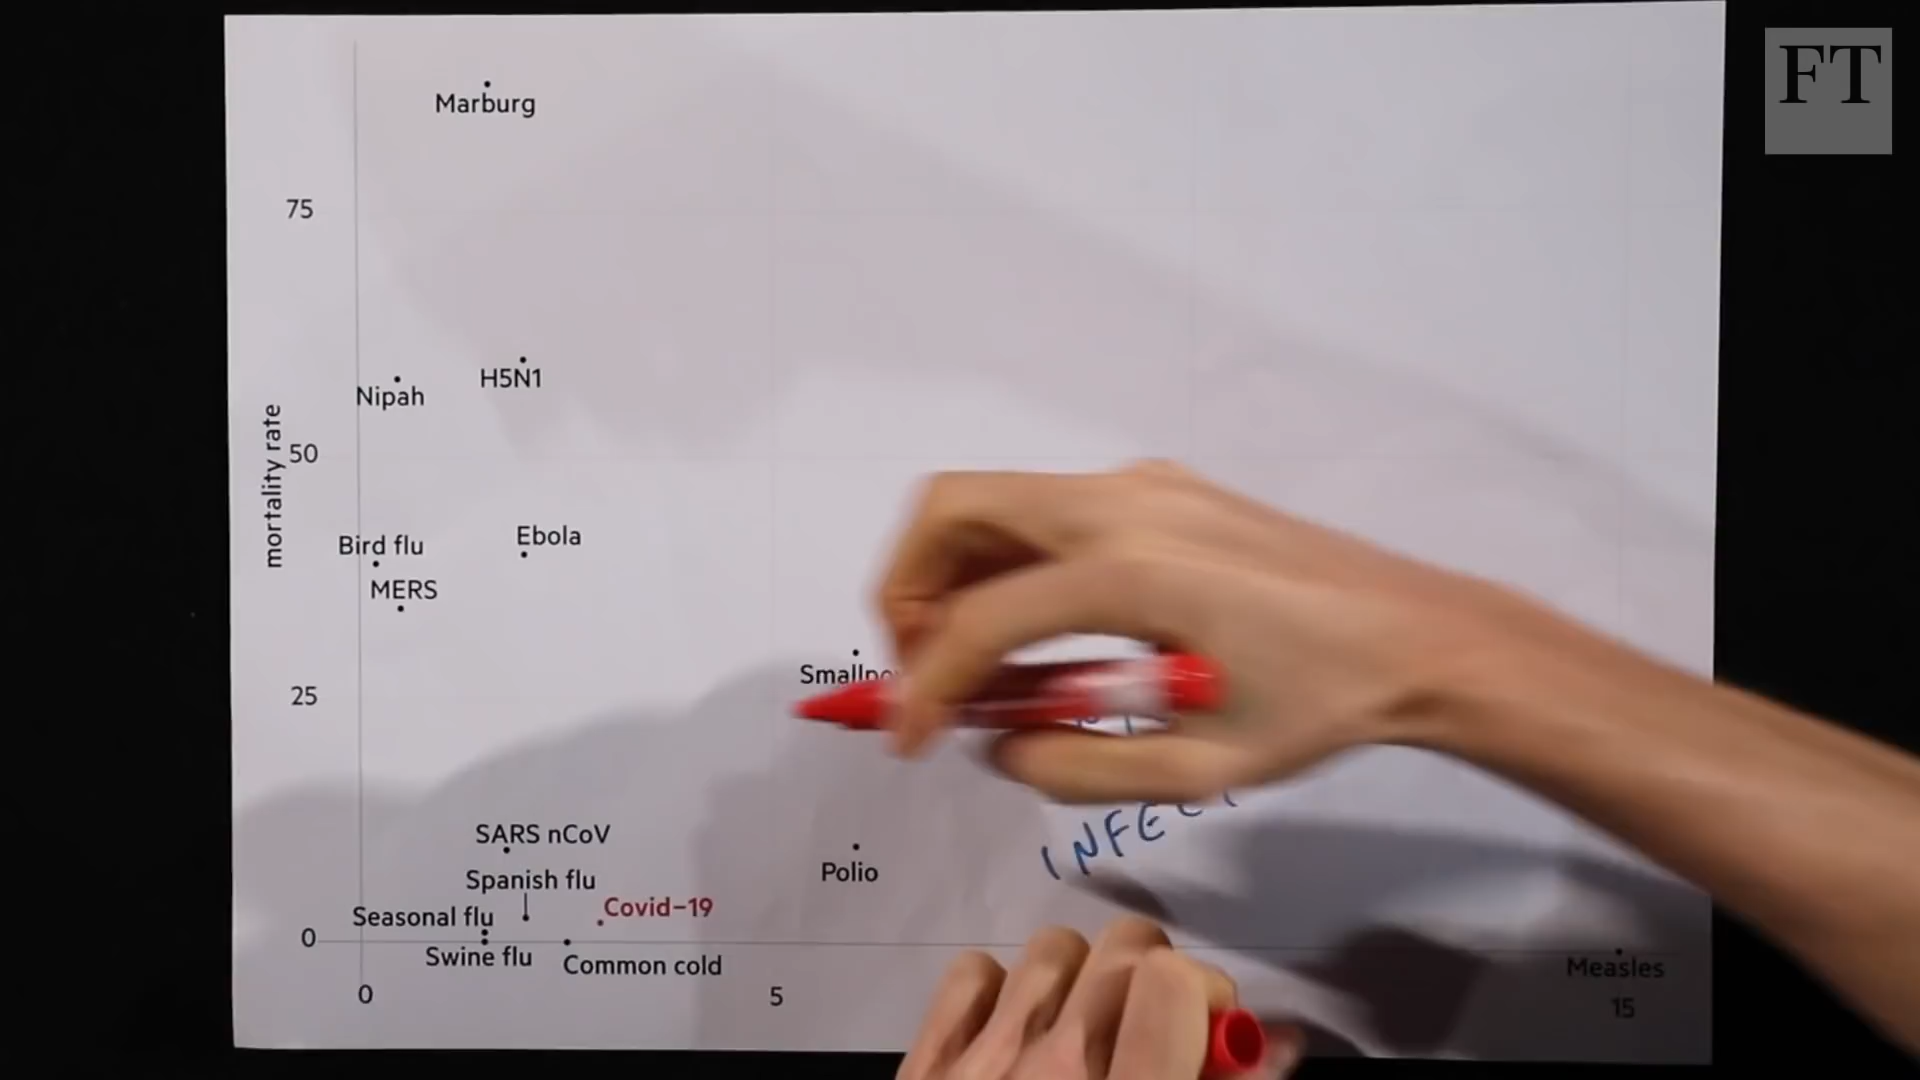 FT
Marburg
75
H5N1
Nipah
mortality rate
50
Ebola
Bird flu
MERS
25
SARS nCoV
Polio
Spanish flu
Covid-19
Seasonal flu
0
Swine flu
Common cold
Measles
0
5
15